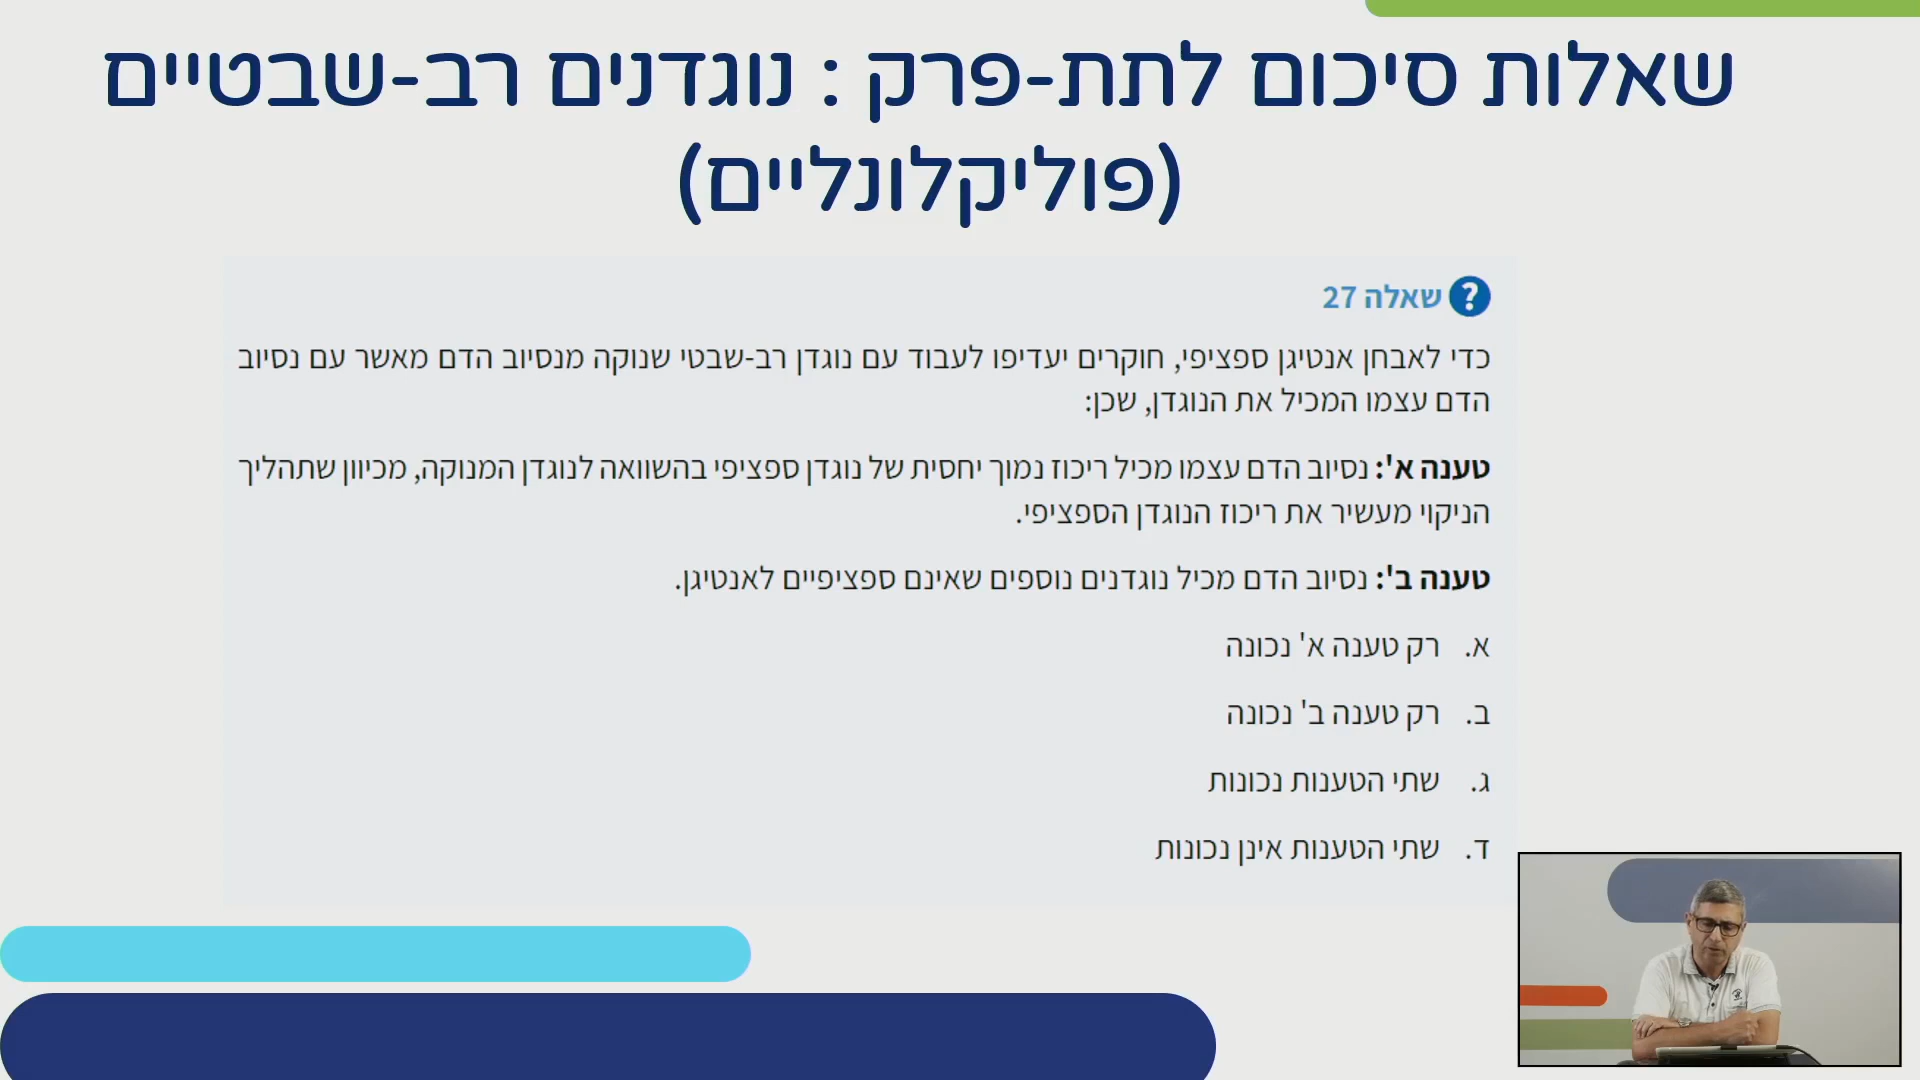 שאלות סיכום לתת-פרק : נוגדנים רב-שבטיים
(פוליקלונליים)
? שאלה 27
כדי לאבחן אנטיגן ספציפי, חוקרים יעדיפו לעבוד עם נוגדן רב-שבטי שנוקה מנסיוב הדם מאשר עם נסיוב
הדם עצמו המכיל את הנוגדן, שכן:
טענה א': נסיוב הדם עצמו מכיל ריכוז נמוך יחסית של נוגדן ספציפי בהשוואה לנוגדן המנוקה, מכיוון שתהליך
הניקוי מעשיר את ריכוז הנוגדן הספציפי.
טענה ב': נסיוב הדם מכיל נוגדנים נוספים שאינם ספציפיים לאנטיגן.
א. רק טענה א' נכונה
ב. רק טענה ב' נכונה
ג. שתי הטענות נכונות
ד. שתי הטענות אינן נכונות